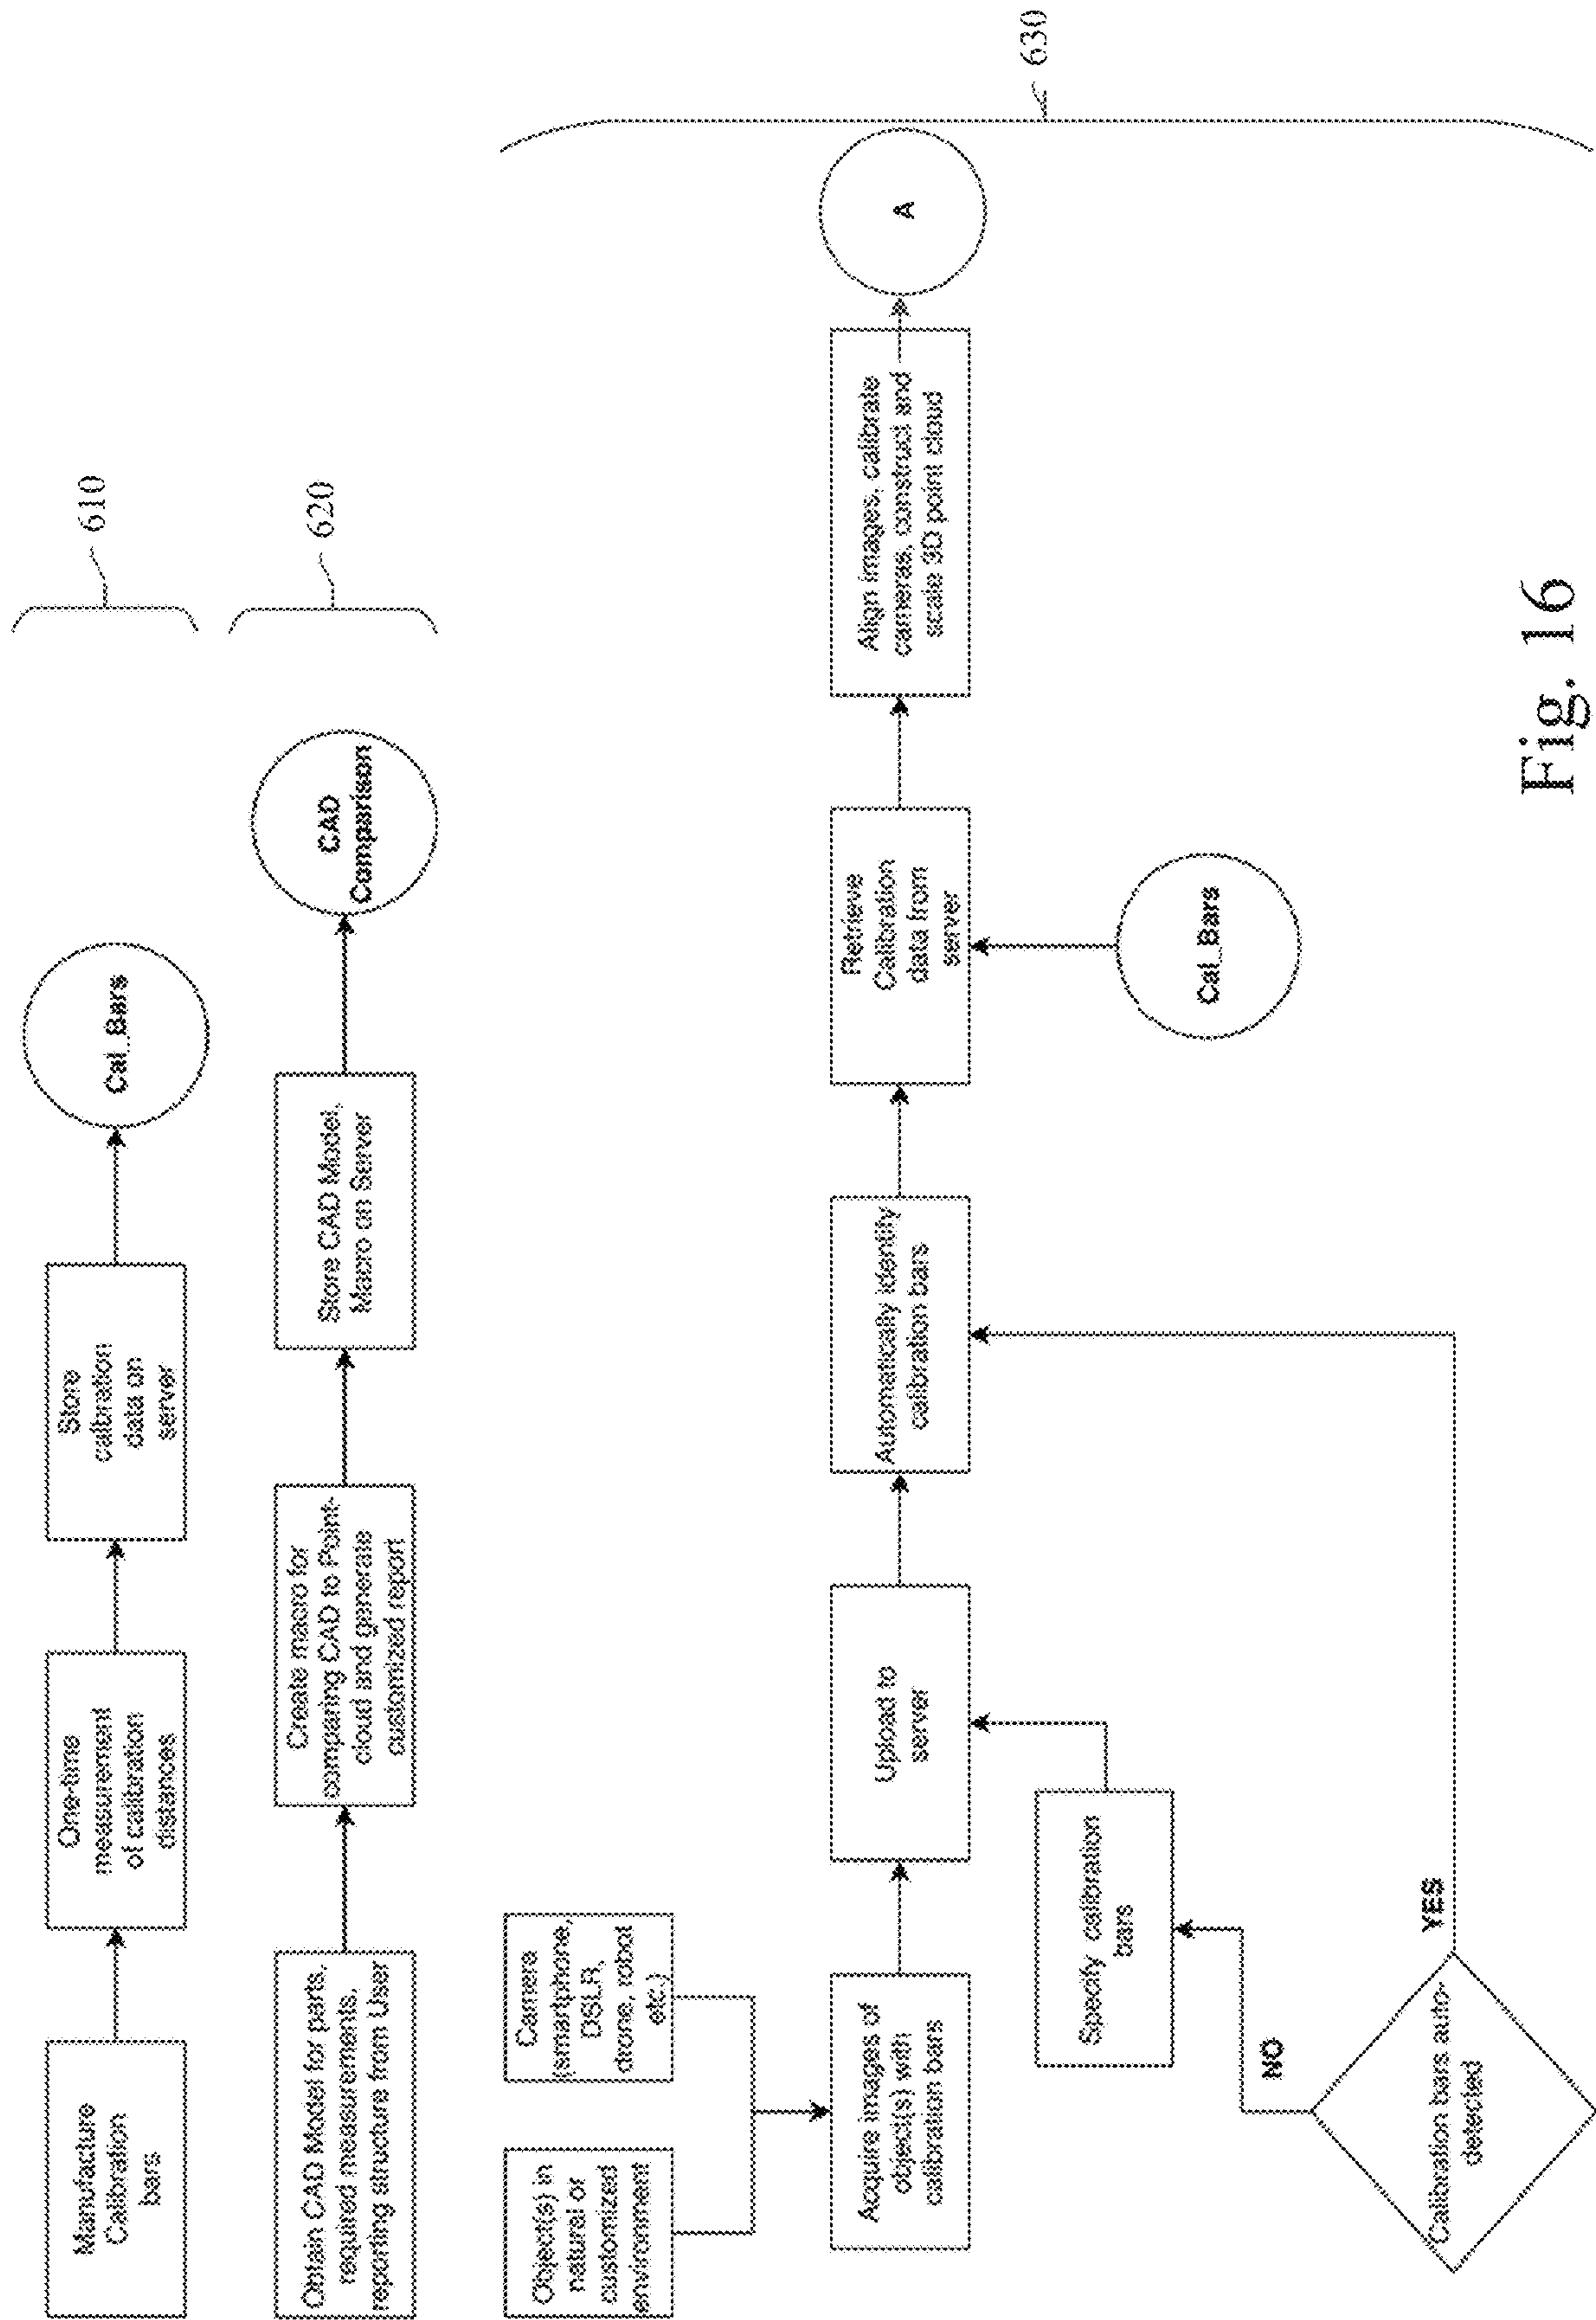 Manufacture
Calibration
bars
One-time
measurement
of calibration
distances
Store
calibration
data on
server
Cal_Bars
610
Obtain CAD Model for parts,
required measurements,
reporting structure from User
Create macro for
comparing CAD to Point-
cloud and generate
customized report
Store CAD Model,
Macro on Server
CAD
Comparison
620
Object(s) in
natural or
customized
environment
Camera
(smartphone,
DSLR,
drone, robot
etc.)
Acquire images of
object(s) with
calibration bars
Upload to
server
Automatically identify
calibration bars
Retrieve
Calibration
data from
server
Align images, calibrate
cameras, construct and
scale 3D point cloud
A
630
Specify calibration
bars
Cal_Bars
NO
YES
Calibration bars auto-
detected
Fig. 16